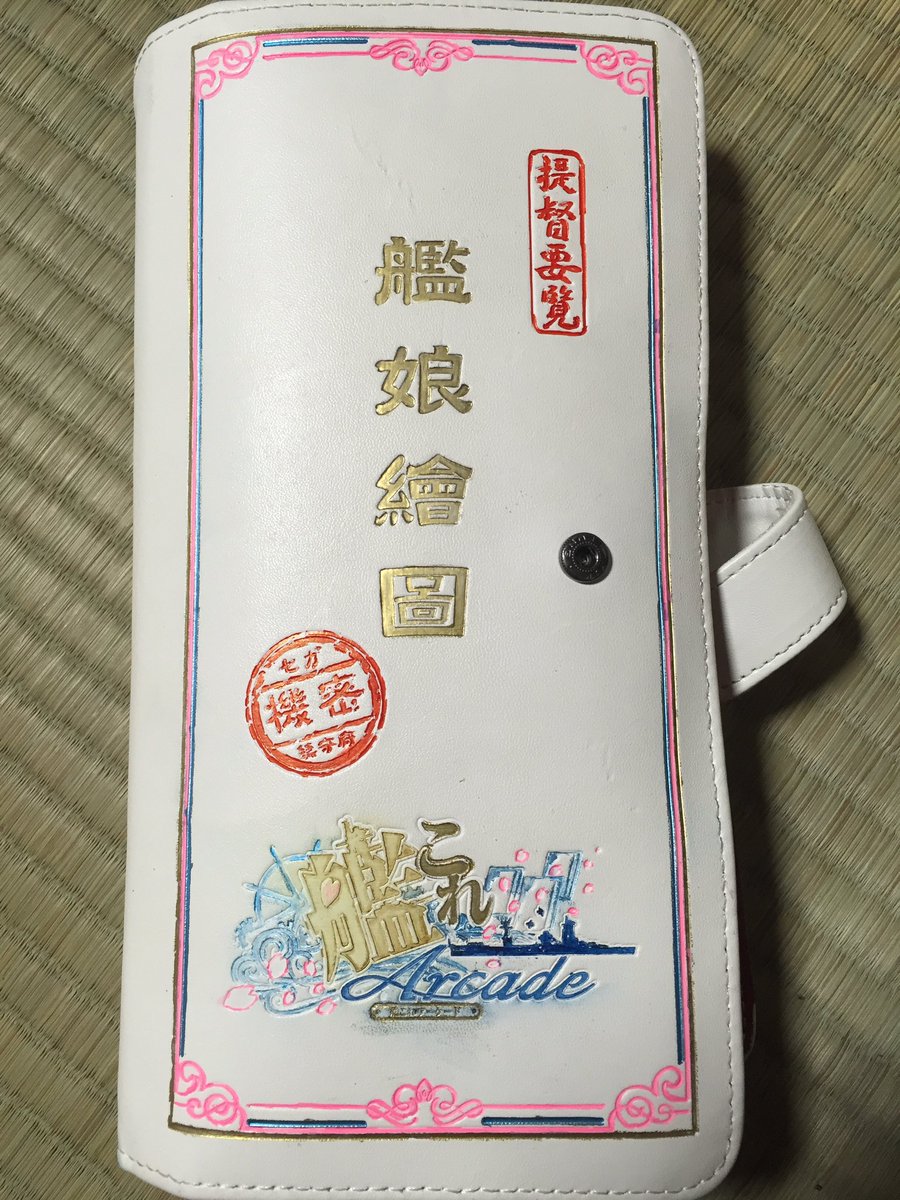 提督要覧
艦娘繪圖
セガ
機密
鎮守府
艦これ
Arcade